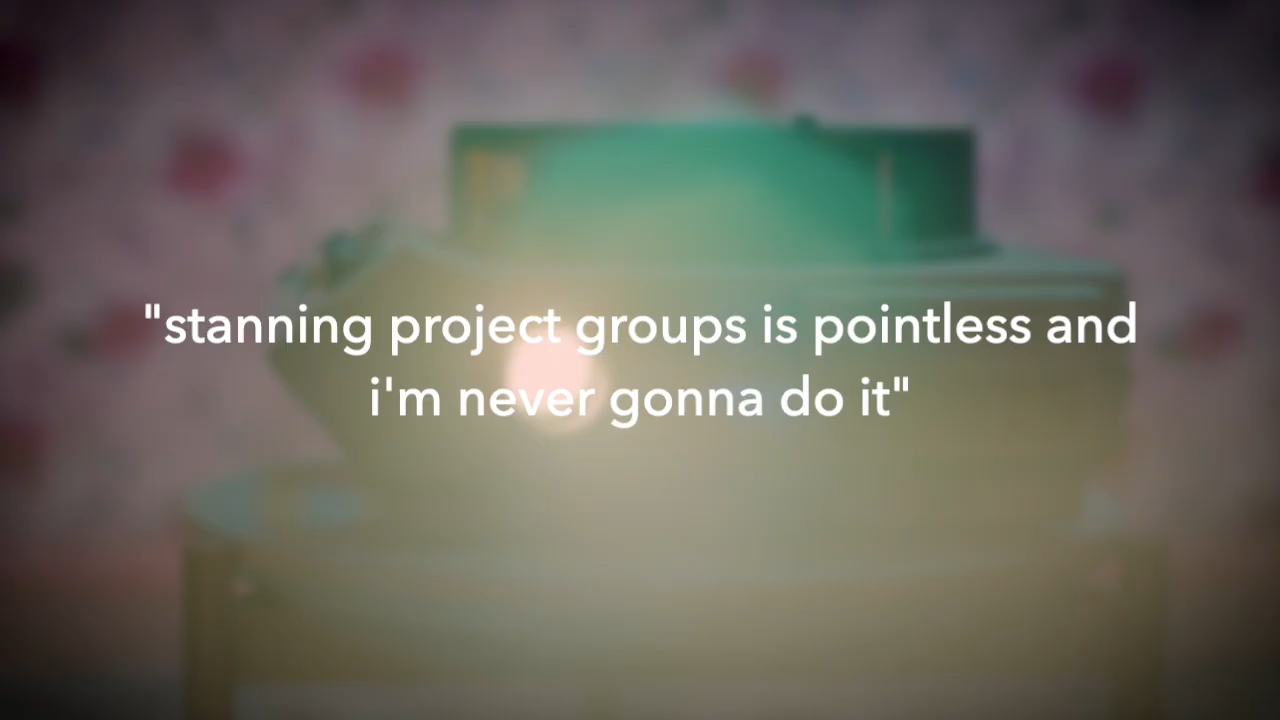 "stanning project groups is pointless and
i'm never gonna do it"